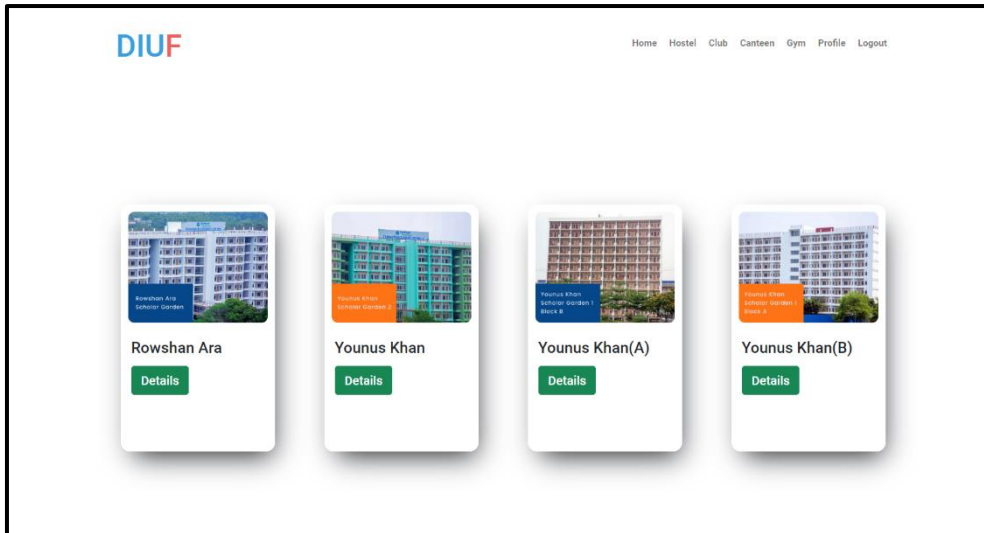 DIUF
Home Hostel Club Canteen Gym Profile Logout
Rowshan Ara
Scholar Garden
Younus Khan
Scholar Garden 2
Younus Khan
Scholar Garden 1
Block B
Younus Khan
Scholar Garden 1
Block A
Rowshan Ara
Younus Khan
Younus Khan(A)
Younus Khan(B)
Details
Details
Details
Details